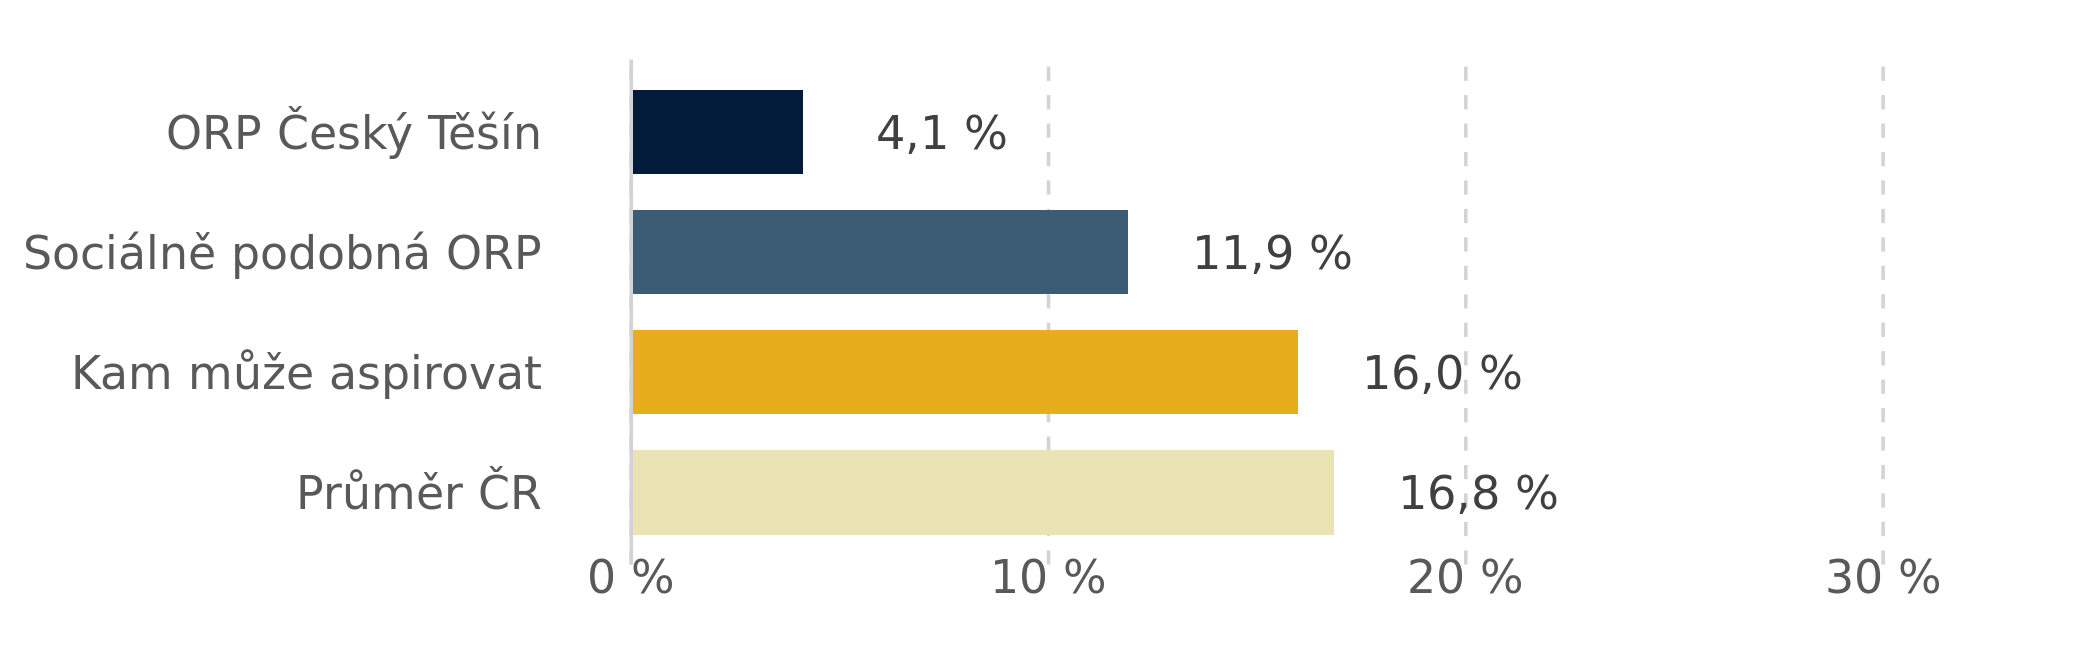 ORP Český Těšín
4,1 %
Sociálně podobná ORP
11,9 %
Kam může aspirovat
16,0 %
Průměr ČR
16,8 %
0 %
10 %
20 %
30 %